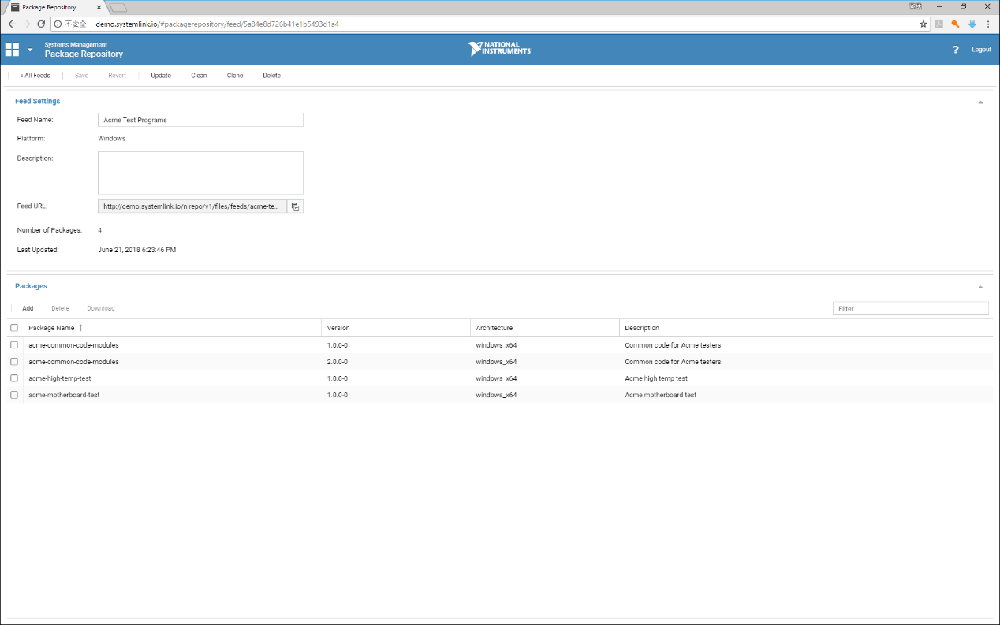 Package Repository
不安全 demo.systemlink.io/#packagerepository/feed/5a84e8d726b41e1b5493d1a4
Systems Management
Package Repository
NATIONAL INSTRUMENTS
? Logout
« All Feeds Save Revert Update Clean Clone Delete
Feed Settings
Feed Name: Acme Test Programs
Platform: Windows
Description:
Feed URL: http://demo.systemlink.io/nirepo/v1/files/feeds/acme-te...
Number of Packages: 4
Last Updated: June 21, 2018 6:23:46 PM
Packages
Add Delete Download Filter
Package Name ↑ Version Architecture Description
acme-common-code-modules 1.0.0-0 windows_x64 Common code for Acme testers
acme-common-code-modules 2.0.0-0 windows_x64 Common code for Acme testers
acme-high-temp-test 1.0.0-0 windows_x64 Acme high temp test
acme-motherboard-test 1.0.0-0 windows_x64 Acme motherboard test